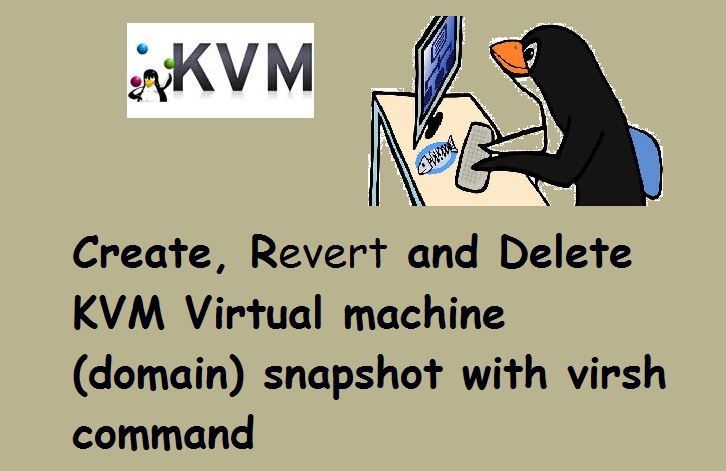 KVM
Create, Revert and Delete
KVM Virtual machine
(domain) snapshot with virsh
command